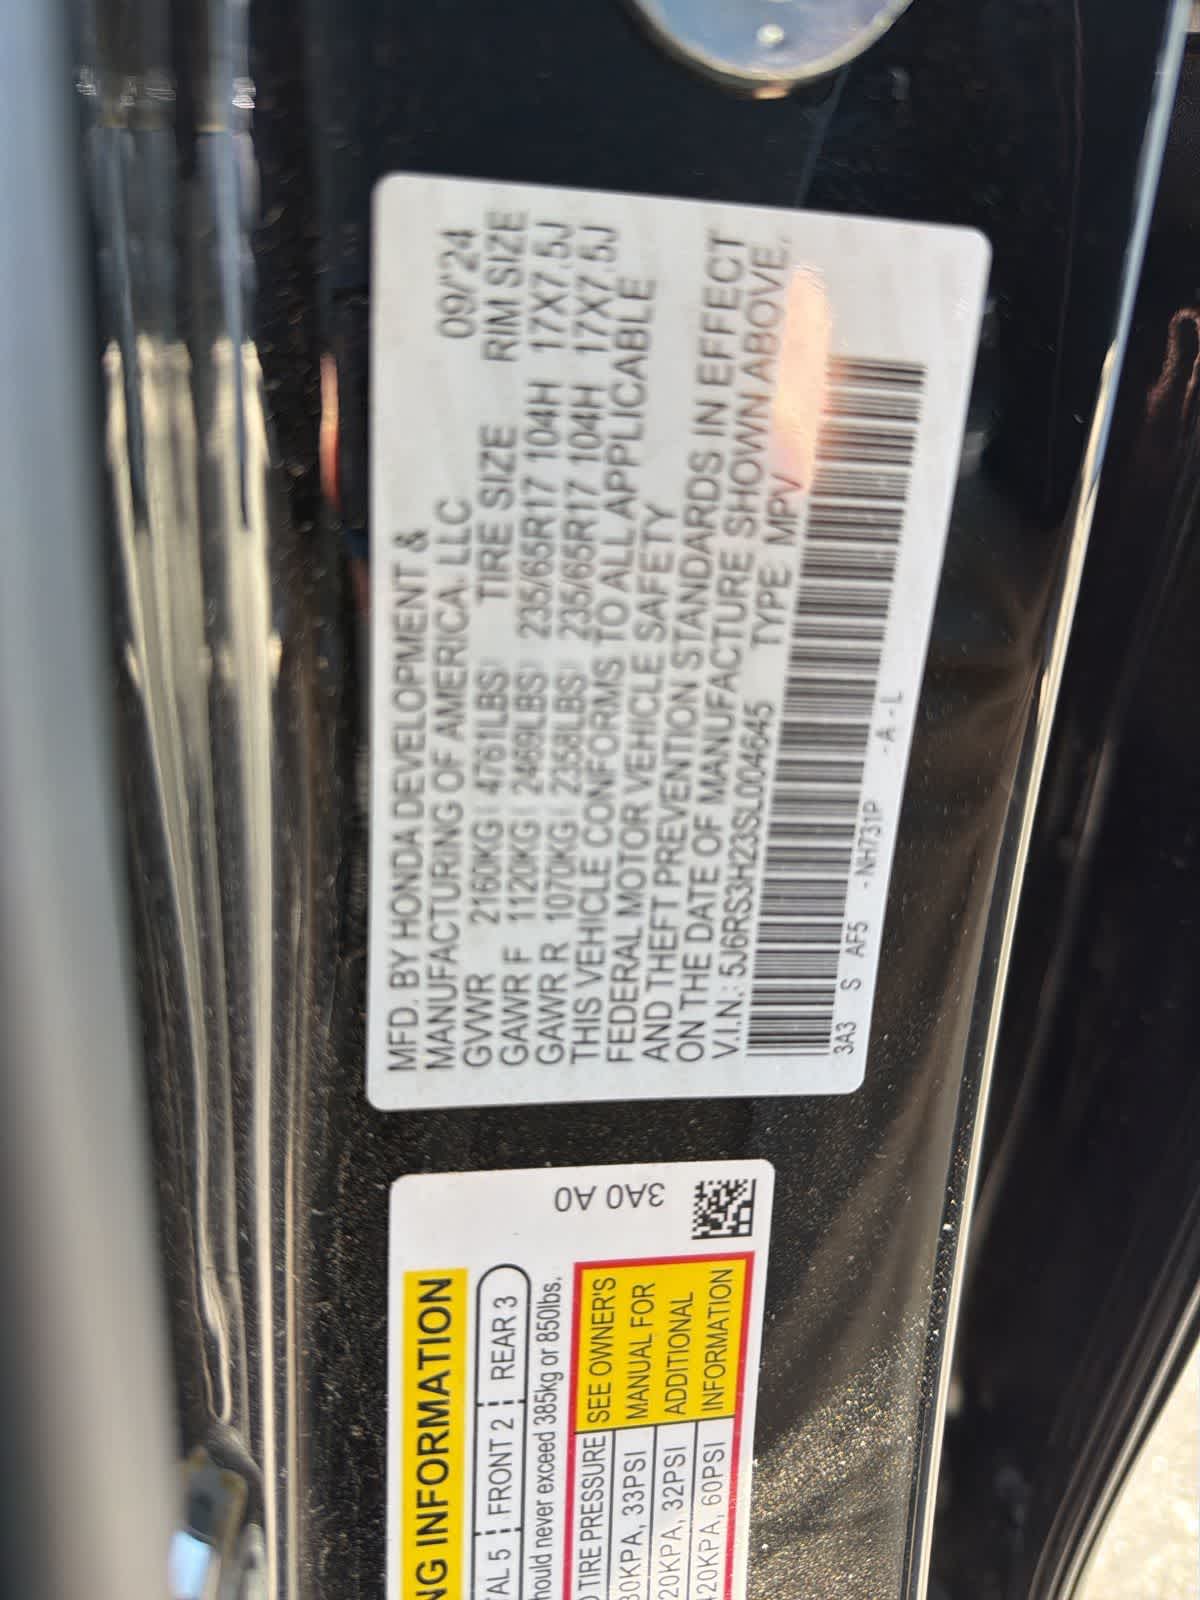 MFD. BY HONDA DEVELOPMENT &
MANUFACTURING OF AMERICA, LLC 09/'24
GVWR 2160KG( 4761LBS) TIRE SIZE RIM SIZE
GAWR F 1120KG( 2469LBS) 235/65R17 104H 17X7.5J
GAWR R 1070KG( 2358LBS) 235/65R17 104H 17X7.5J
THIS VEHICLE CONFORMS TO ALL APPLICABLE
FEDERAL MOTOR VEHICLE SAFETY
AND THEFT PREVENTION STANDARDS IN EFFECT
ON THE DATE OF MANUFACTURE SHOWN ABOVE.
V.I.N.: 5J6RS3H23SL004645 TYPE MPV
3A3 S AF5 - NH731P - A - L
3A0 A0
NG INFORMATION
TAL 5 FRONT 2 REAR 3
hould never exceed 385kg or 850lbs.
D TIRE PRESSURE
30KPA, 33PSI
20KPA, 32PSI
420KPA, 60PSI
SEE OWNER'S
MANUAL FOR
ADDITIONAL
INFORMATION